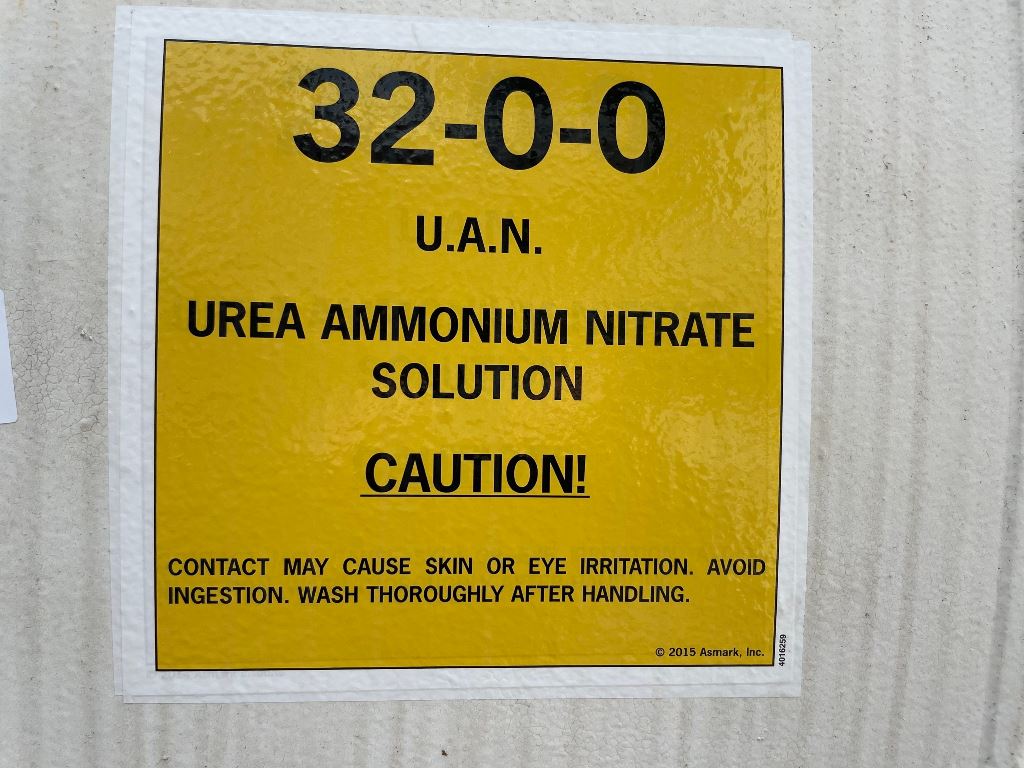 32-0-0
U.A.N.
UREA AMMONIUM NITRATE
SOLUTION
CAUTION!
CONTACT MAY CAUSE SKIN OR EYE IRRITATION. AVOID
INGESTION. WASH THOROUGHLY AFTER HANDLING.
© 2015 Asmark, Inc.
4016259